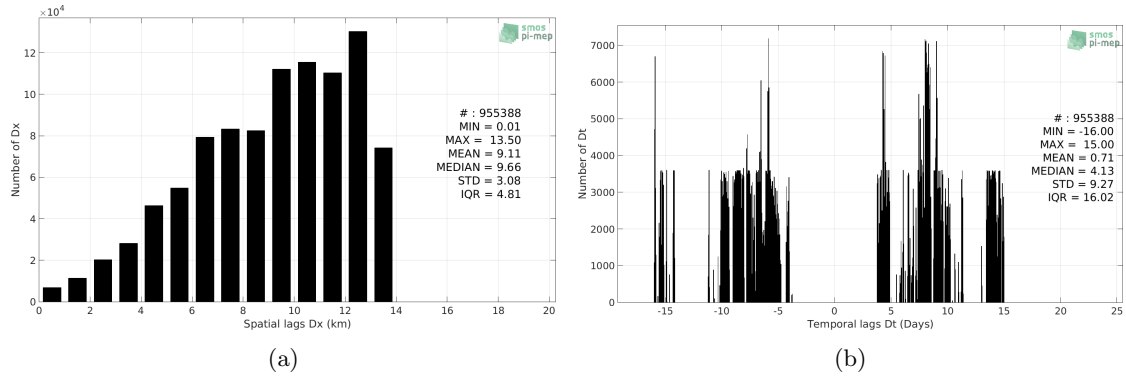 ×10⁴
12
10
8
6
4
2
0
0 2 4 6 8 10 12 14 16 18 20
Spatial lags Dx (km)
Number of Dx
smos
pi-mep
# : 955388
MIN = 0.01
MAX = 13.50
MEAN = 9.11
MEDIAN = 9.66
STD = 3.08
IQR = 4.81
(a)
7000
6000
5000
4000
3000
2000
1000
0
-15 -10 -5 0 5 10 15 20 25
Temporal lags Dt (Days)
Number of Dt
smos
pi-mep
# : 955388
MIN = -16.00
MAX = 15.00
MEAN = 0.71
MEDIAN = 4.13
STD = 9.27
IQR = 16.02
(b)